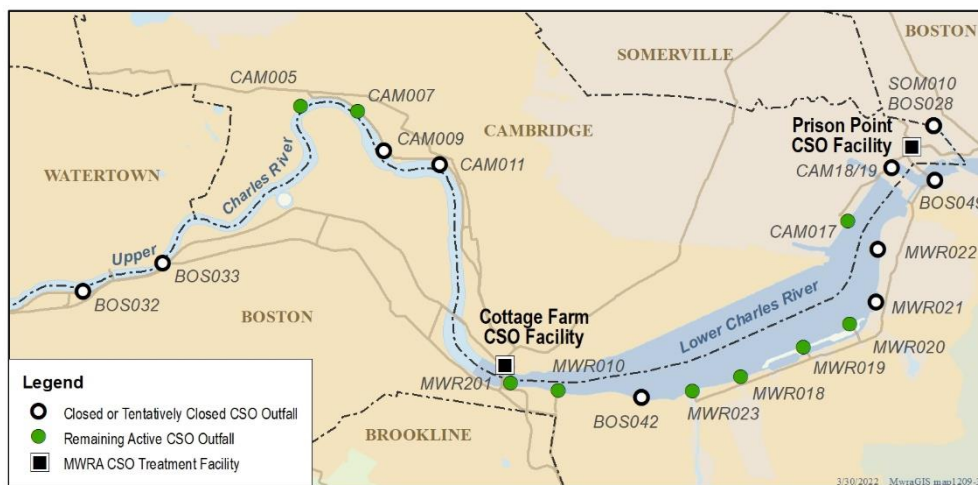 BOSTON
SOMERVILLE
CAM005
SOM010
BOS028
CAM007
Prison Point
CSO Facility
CAM009
CAMBRIDGE
CAM011
CAM18/19
WATERTOWN
Charles River
BOS049
CAM017
Upper
MWR022
BOS033
BOS032
Lower Charles River
MWR021
BOSTON
Cottage Farm
CSO Facility
MWR020
MWR010
MWR019
MWR201
MWR018
BOS042
MWR023
BROOKLINE
Legend
Closed or Tentatively Closed CSO Outfall
Remaining Active CSO Outfall
MWRA CSO Treatment Facility
3/30/2022 MwraGIS map1209-